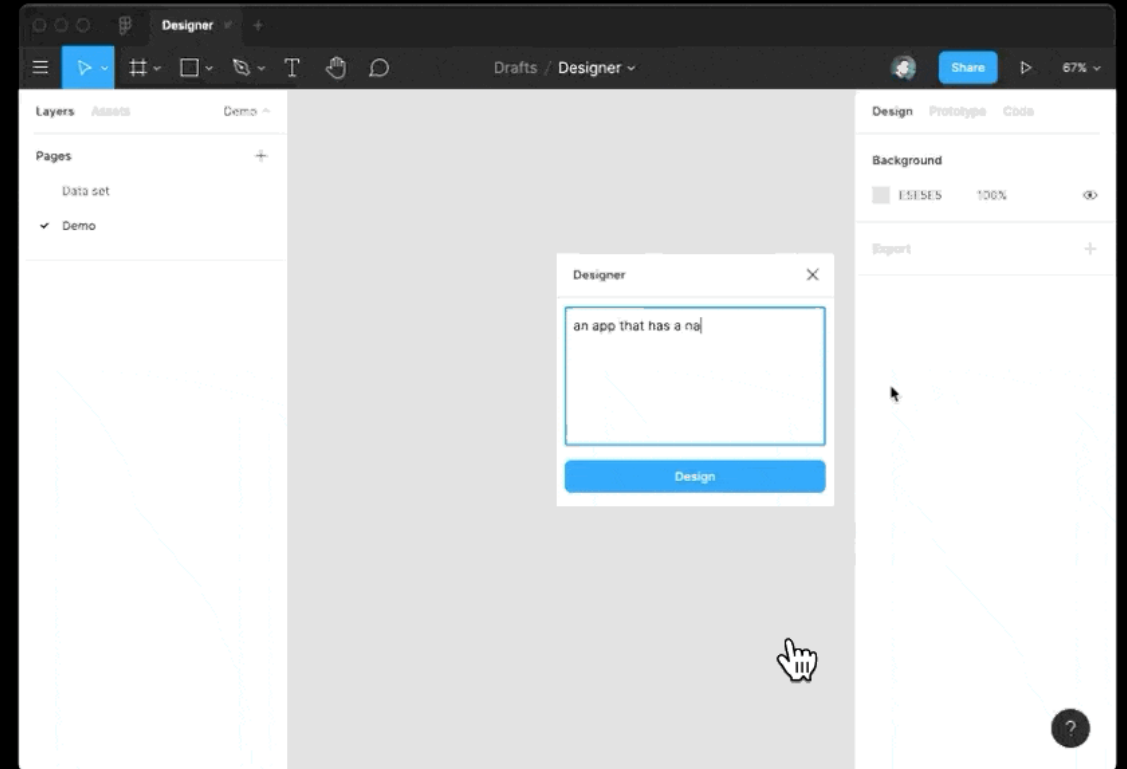 Designer
T
Drafts / Designer
Share
67%
Layers Assets Demo
Design Prototype Code
Pages
Background
Data set
E5E5E5 100%
Demo
Export
Designer
an app that has a na
Design
?